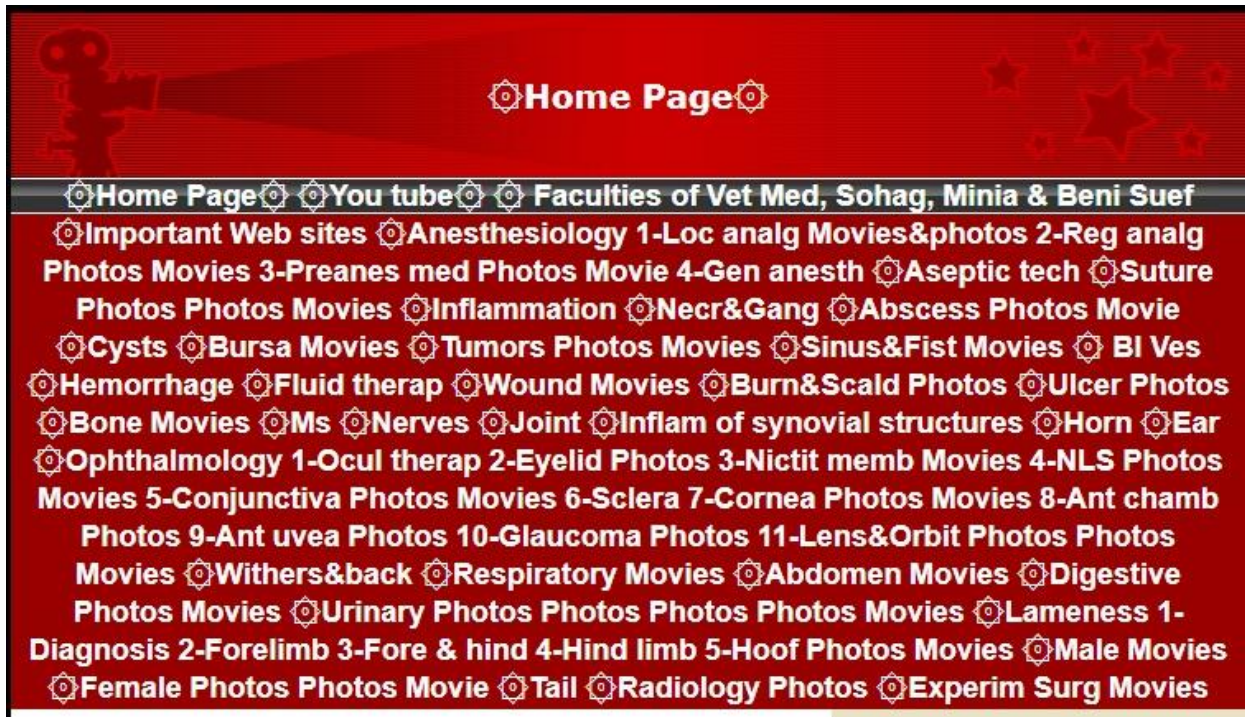 ۞Home Page۞
۞Home Page۞ ۞You tube۞ ۞ Faculties of Vet Med, Sohag, Minia & Beni Suef
۞Important Web sites ۞Anesthesiology 1-Loc analg Movies&photos 2-Reg analg
Photos Movies 3-Preanes med Photos Movie 4-Gen anesth ۞Aseptic tech ۞Suture
Photos Photos Movies ۞Inflammation ۞Necr&Gang ۞Abscess Photos Movie
۞Cysts ۞Bursa Movies ۞Tumors Photos Movies ۞Sinus&Fist Movies ۞ Bl Ves
۞Hemorrhage ۞Fluid therap ۞Wound Movies ۞Burn&Scald Photos ۞Ulcer Photos
۞Bone Movies ۞Ms ۞Nerves ۞Joint ۞Inflam of synovial structures ۞Horn ۞Ear
۞Ophthalmology 1-Ocul therap 2-Eyelid Photos 3-Nictit memb Movies 4-NLS Photos
Movies 5-Conjunctiva Photos Movies 6-Sclera 7-Cornea Photos Movies 8-Ant chamb
Photos 9-Ant uvea Photos 10-Glaucoma Photos 11-Lens&Orbit Photos Photos
Movies ۞Withers&back ۞Respiratory Movies ۞Abdomen Movies ۞Digestive
Photos Movies ۞Urinary Photos Photos Photos Photos Movies ۞Lameness 1-
Diagnosis 2-Forelimb 3-Fore & hind 4-Hind limb 5-Hoof Photos Movies ۞Male Movies
۞Female Photos Photos Movie ۞Tail ۞Radiology Photos ۞Experim Surg Movies